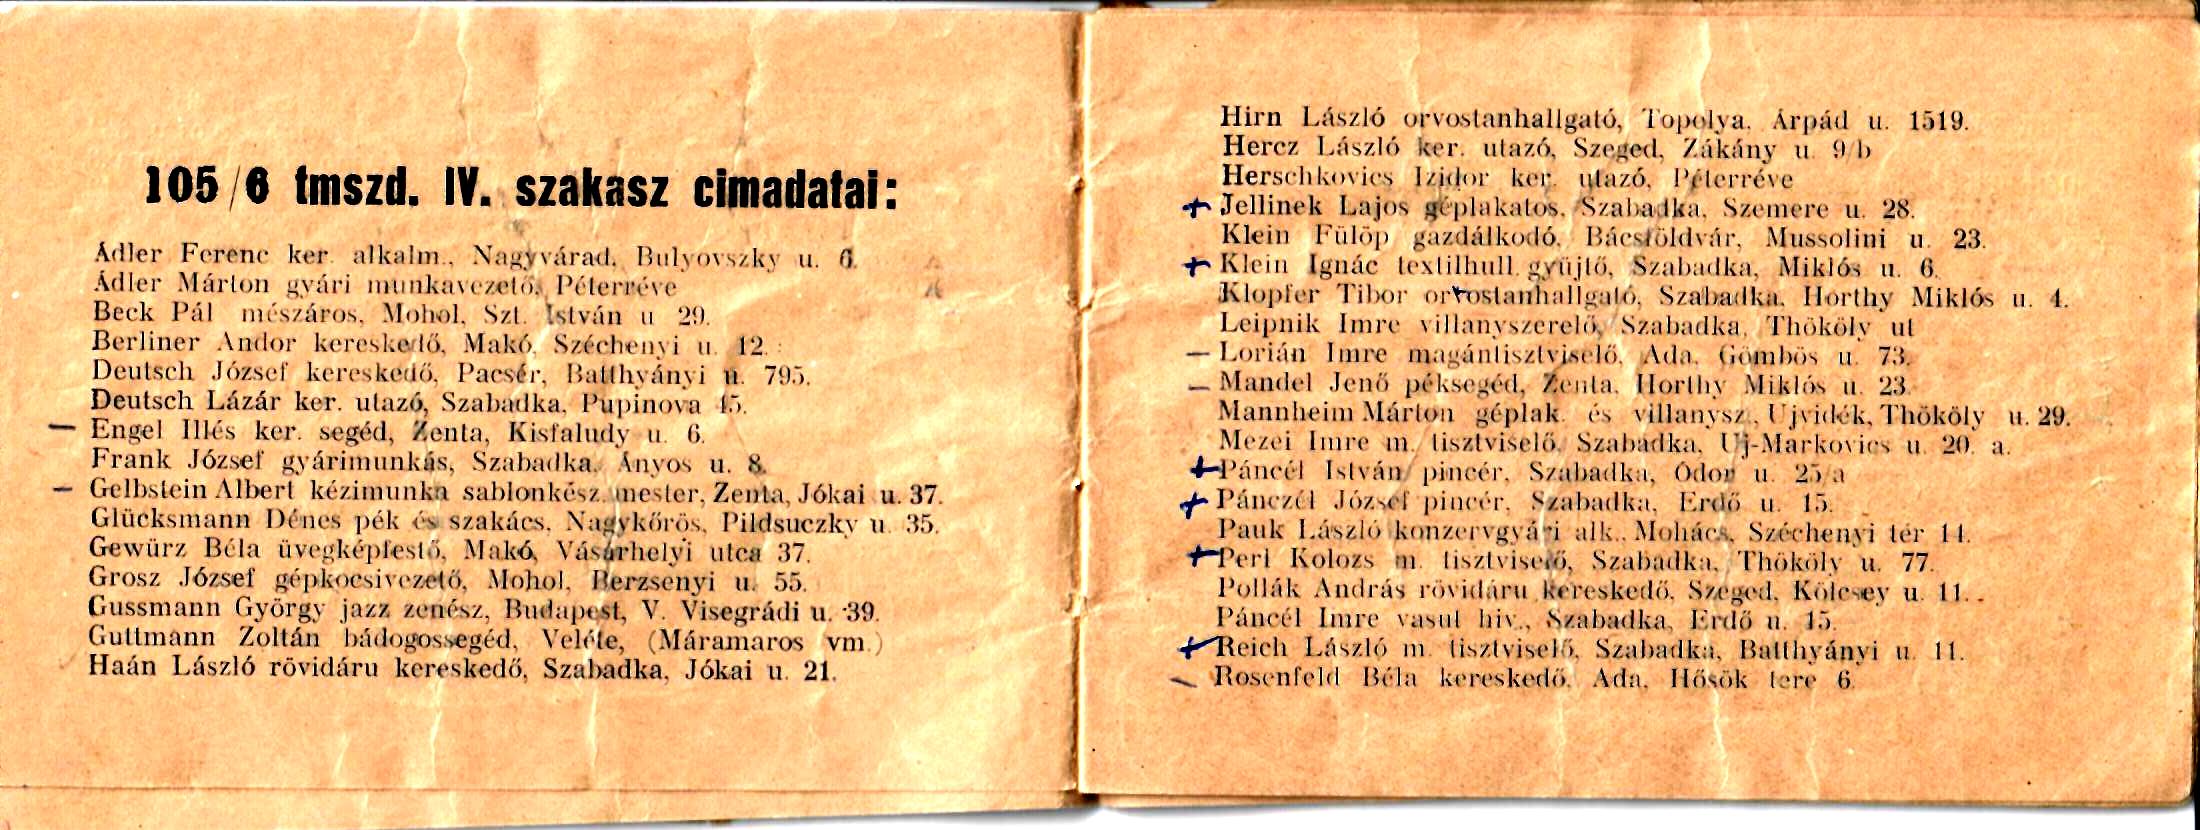 105/6 tmszd. IV. szakasz cimadatai:
Ádler Ferenc ker. alkalm., Nagyvárad, Bulyovszky u. 6.
Ádler Márton gyári munkavezető, Péterréve
Beck Pál mészáros, Mohol, Szt. István u 29.
Berliner Andor kereskedő, Makó, Széchenyi u. 12.
Deutsch József kereskedő, Pacsér, Batthyányi u. 795.
Deutsch Lázár ker. utazó, Szabadka, Pupinova 15.
— Engel Illés ker. segéd, Zenta, Kisfaludy u. 6.
Frank József gyárimunkás, Szabadka, Ányos u. 8.
— Gelbstein Albert kézimunka sablonkész. mester, Zenta, Jókai u. 37.
Glücksmann Dénes pék és szakács, Nagykőrös, Pildsuczky u. 35.
Gewürz Béla üvegképfestő, Makó, Vásárhelyi utca 37.
Grosz József gépkocsivezető, Mohol, Berzsenyi u. 55.
Gussmann György jazz zenész, Budapest, V. Visegrádi u. 39.
Guttmann Zoltán bádogossegéd, Veléte, (Máramaros vm.)
Haán László rövidáru kereskedő, Szabadka, Jókai u. 21.
Hirn László orvostanhallgató, Topolya, Árpád u. 1519.
Hercz László ker. utazó, Szeged, Zákány u. 9/b
Herschkovics Izidor ker. utazó, Péterréve
+ Jellinek Lajos géplakatos, Szabadka, Szemere u. 28.
Klein Fülöp gazdálkodó, Bácsföldvár, Mussolini u. 23.
+ Klein Ignác textilhull. gyüjtő, Szabadka, Miklós u. 6.
Klopfer Tibor orvostanhallgató, Szabadka, Horthy Miklós u. 4.
Leipnik Imre villanyszerelő, Szabadka, Thököly ut
— Lorián Imre magántisztviselő, Ada, Gömbös u. 73.
— Mandel Jenő péksegéd, Zenta, Horthy Miklós u. 23.
Mannheim Márton géplak. és villanysz., Ujvidék, Thököly u. 29.
Mezei Imre m. tisztviselő, Szabadka, Uj-Markovics u. 20. a.
+ Páncél István pincér, Szabadka, Ódor u. 25/a
+ Pánczél József pincér, Szabadka, Erdő u. 15.
Pauk László konzervgyári alk., Mohács, Széchenyi tér 14.
+ Perl Kolozs m. tisztviselő, Szabadka, Thököly u. 77.
Pollák András rövidáru kereskedő, Szeged, Kölcsey u. 11.
Páncél Imre vasut hiv., Szabadka, Erdő u. 15.
+ Reich László m. tisztviselő, Szabadka, Batthyányi u. 11.
— Rosenfeld Béla kereskedő, Ada, Hősök tere 6.